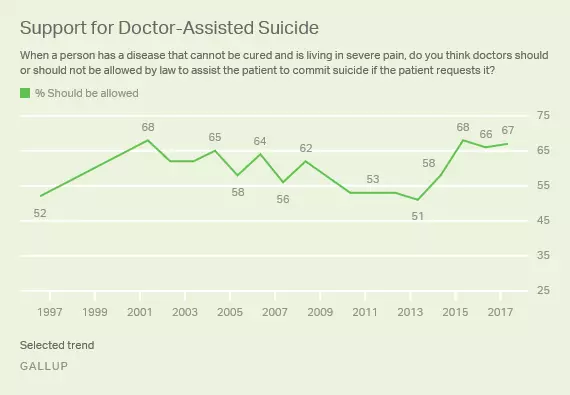 Support for Doctor-Assisted Suicide
When a person has a disease that cannot be cured and is living in severe pain, do you think doctors should
or should not be allowed by law to assist the patient to commit suicide if the patient requests it?
% Should be allowed
75
68
65
64
62
58
56
53
51
58
68
66
67
52
65
55
45
35
25
1997 1999 2001 2003 2005 2007 2009 2011 2013 2015 2017
Selected trend
GALLUP